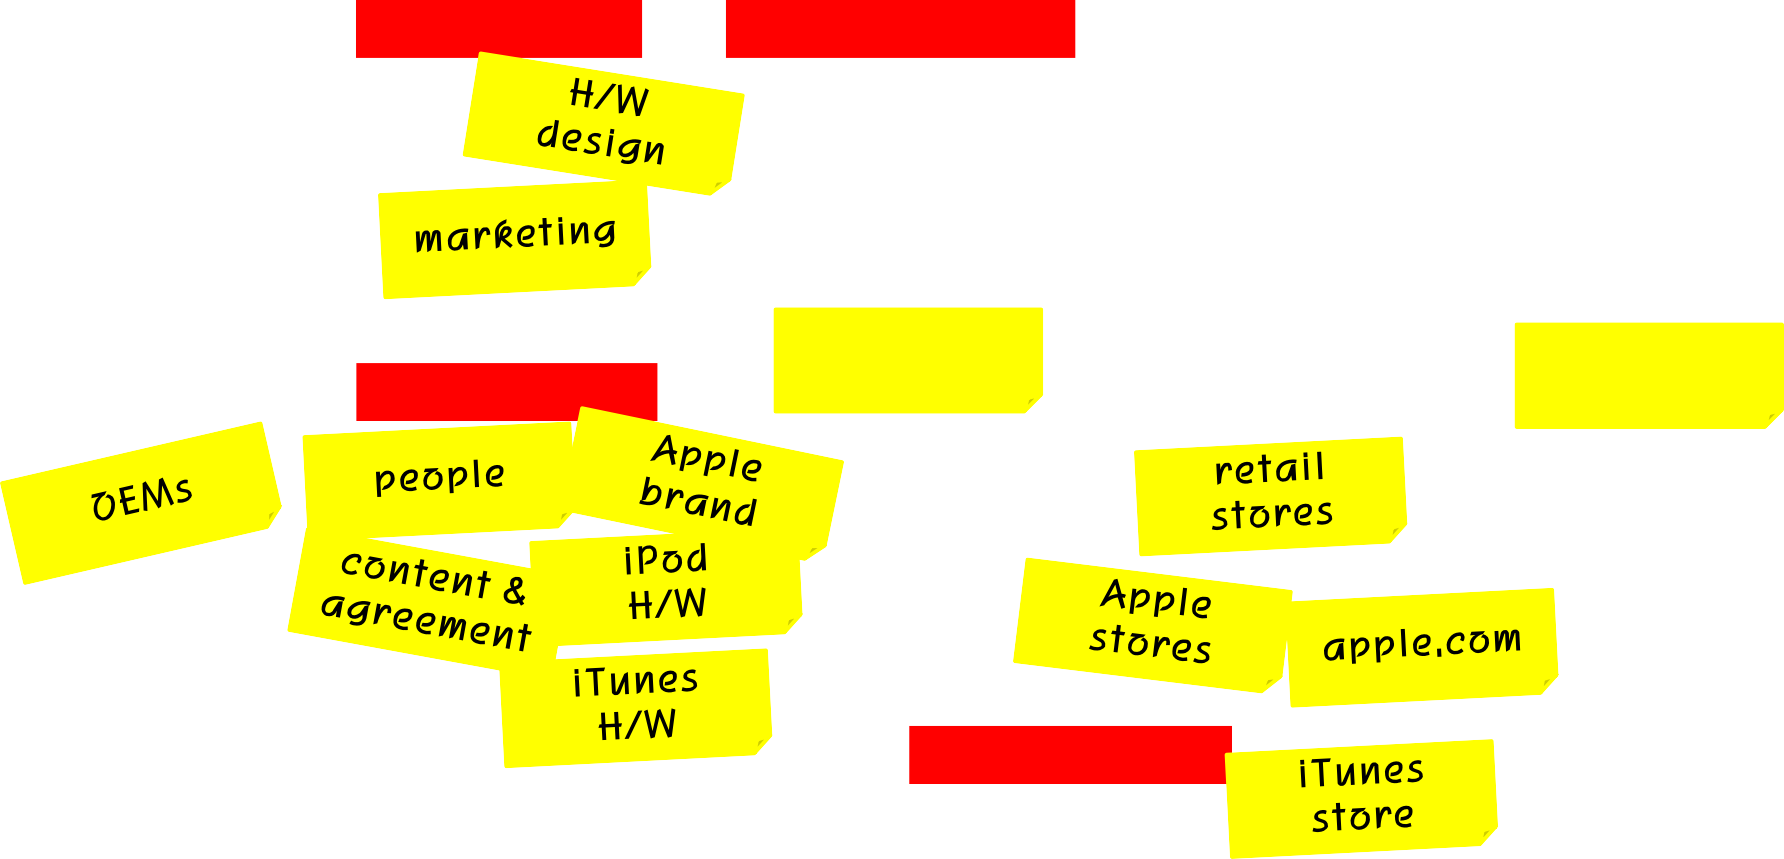 H/W
design
marketing
OEMs
people
Apple
brand
content &
agreement
iPod
H/W
iTunes
H/W
retail
stores
Apple
stores
apple.com
iTunes
store